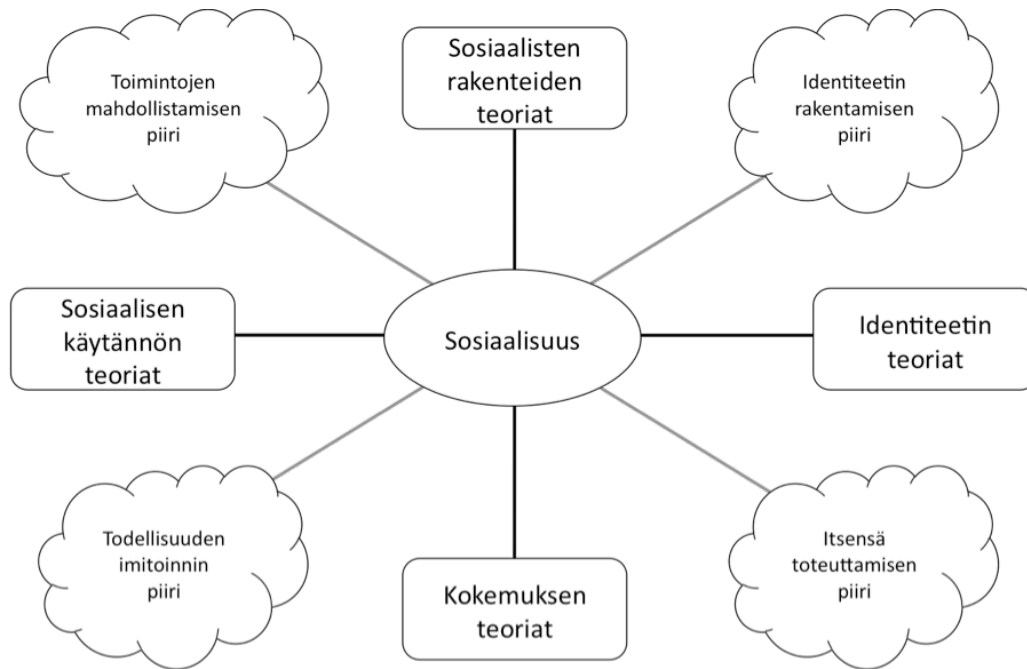 Toimintojen
mahdollistamisen
piiri
Sosiaalisten
rakenteiden
teoriat
Identiteetin
rakentamisen
piiri
Sosiaalisen
käytännön
teoriat
Sosiaalisuus
Identiteetin
teoriat
Todellisuuden
imitoinnin
piiri
Kokemuksen
teoriat
Itsensä
toteuttamisen
piiri